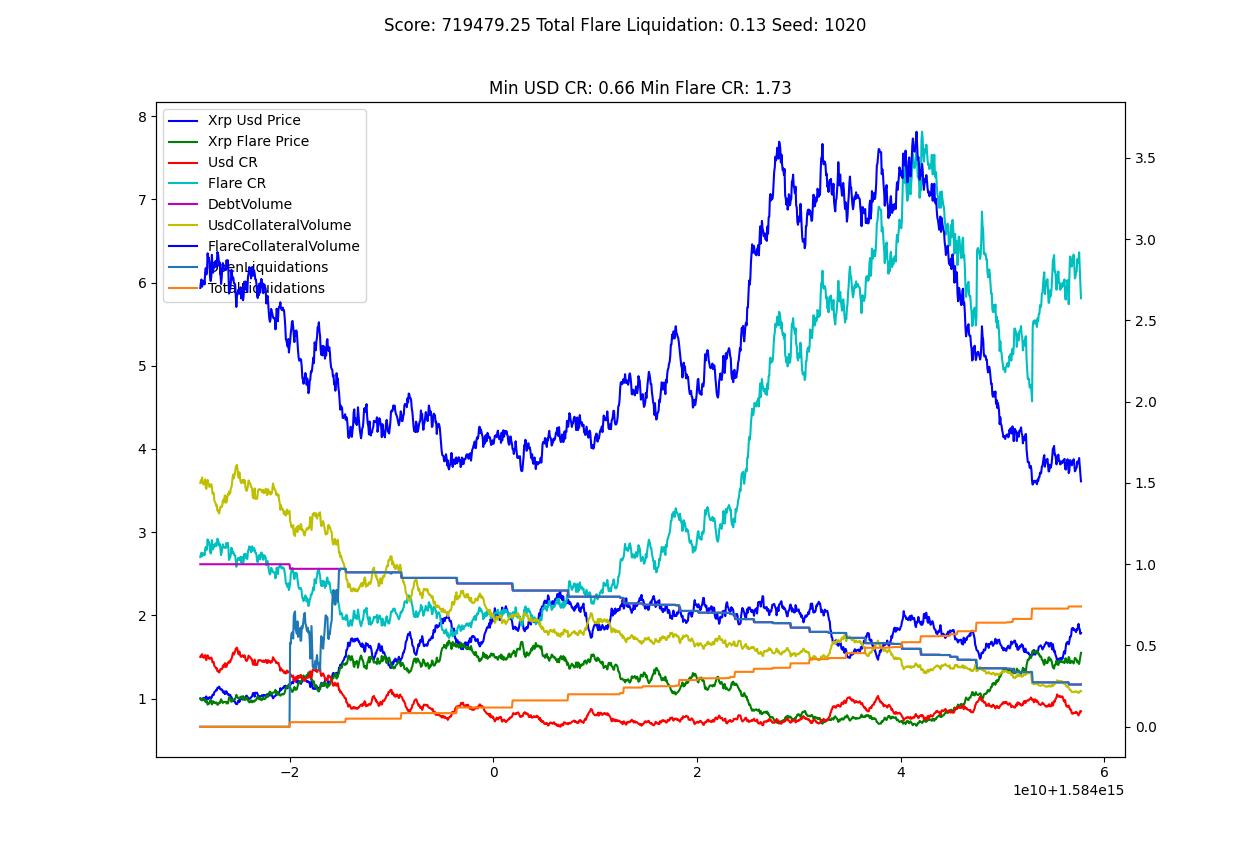 Score: 719479.25 Total Flare Liquidation: 0.13 Seed: 1020
Min USD CR: 0.66 Min Flare CR: 1.73
Xrp Usd Price
Xrp Flare Price
Usd CR
Flare CR
DebtVolume
UsdCollateralVolume
FlareCollateralVolume
OpenLiquidations
TotalLiquidations
8
7
6
5
4
3
2
1
3.5
3.0
2.5
2.0
1.5
1.0
0.5
0.0
−2
0
2
4
6
1e10+1.584e15